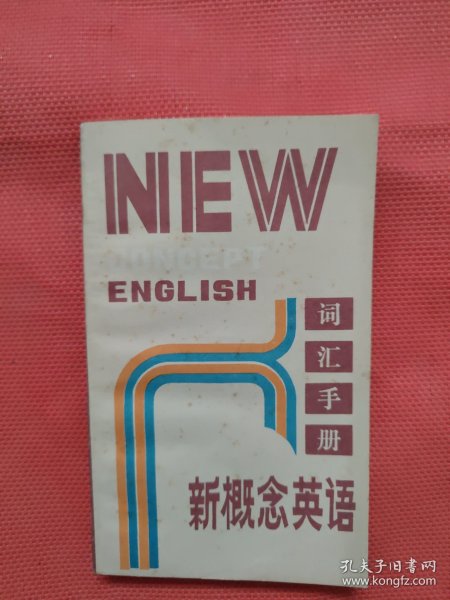 NEW
CONCEPT
ENGLISH
词
汇
手
册
新概念英语
孔夫子旧书网
www.kongfz.com